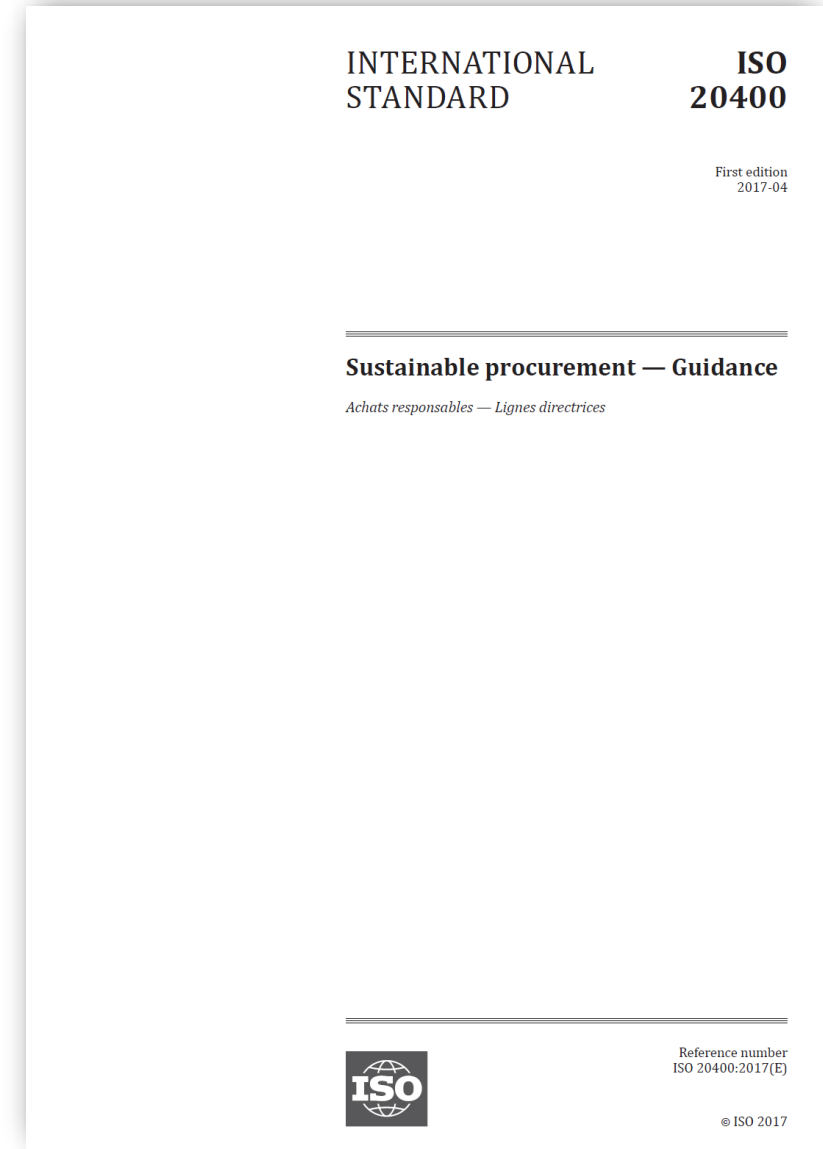 INTERNATIONAL
STANDARD
ISO
20400
First edition
2017-04
Sustainable procurement — Guidance
Achats responsables — Lignes directrices
ISO
Reference number
ISO 20400:2017(E)
© ISO 2017